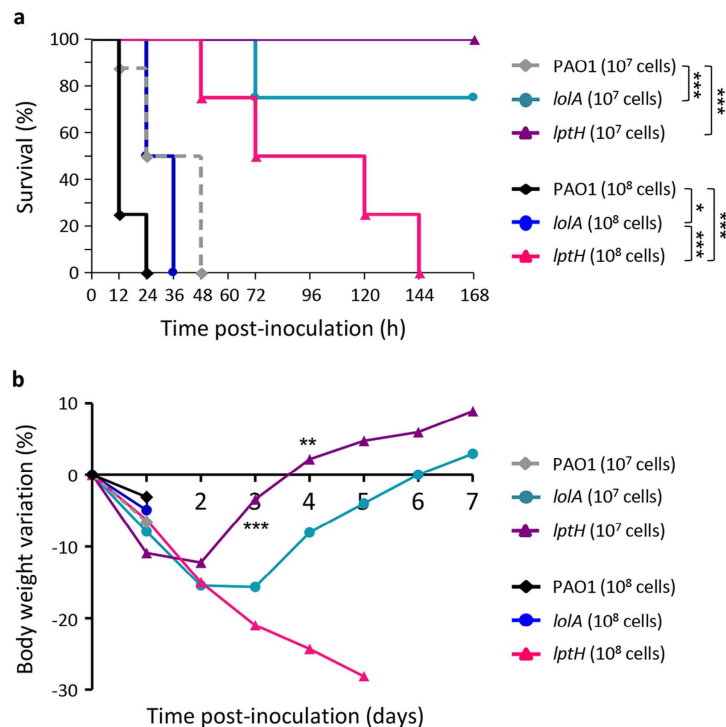 a
100
80
60
40
20
0
Survival (%)
0 12 24 36 48 60 72 96 120 144 168
Time post-inoculation (h)
PAO1 (10⁷ cells)
lolA (10⁷ cells)
lptH (10⁷ cells)
***
***
PAO1 (10⁸ cells)
lolA (10⁸ cells)
lptH (10⁸ cells)
*
***
***
b
10
0
-10
-20
-30
Body weight variation (%)
2 3 4 5 6 7
**
***
Time post-inoculation (days)
PAO1 (10⁷ cells)
lolA (10⁷ cells)
lptH (10⁷ cells)
PAO1 (10⁸ cells)
lolA (10⁸ cells)
lptH (10⁸ cells)